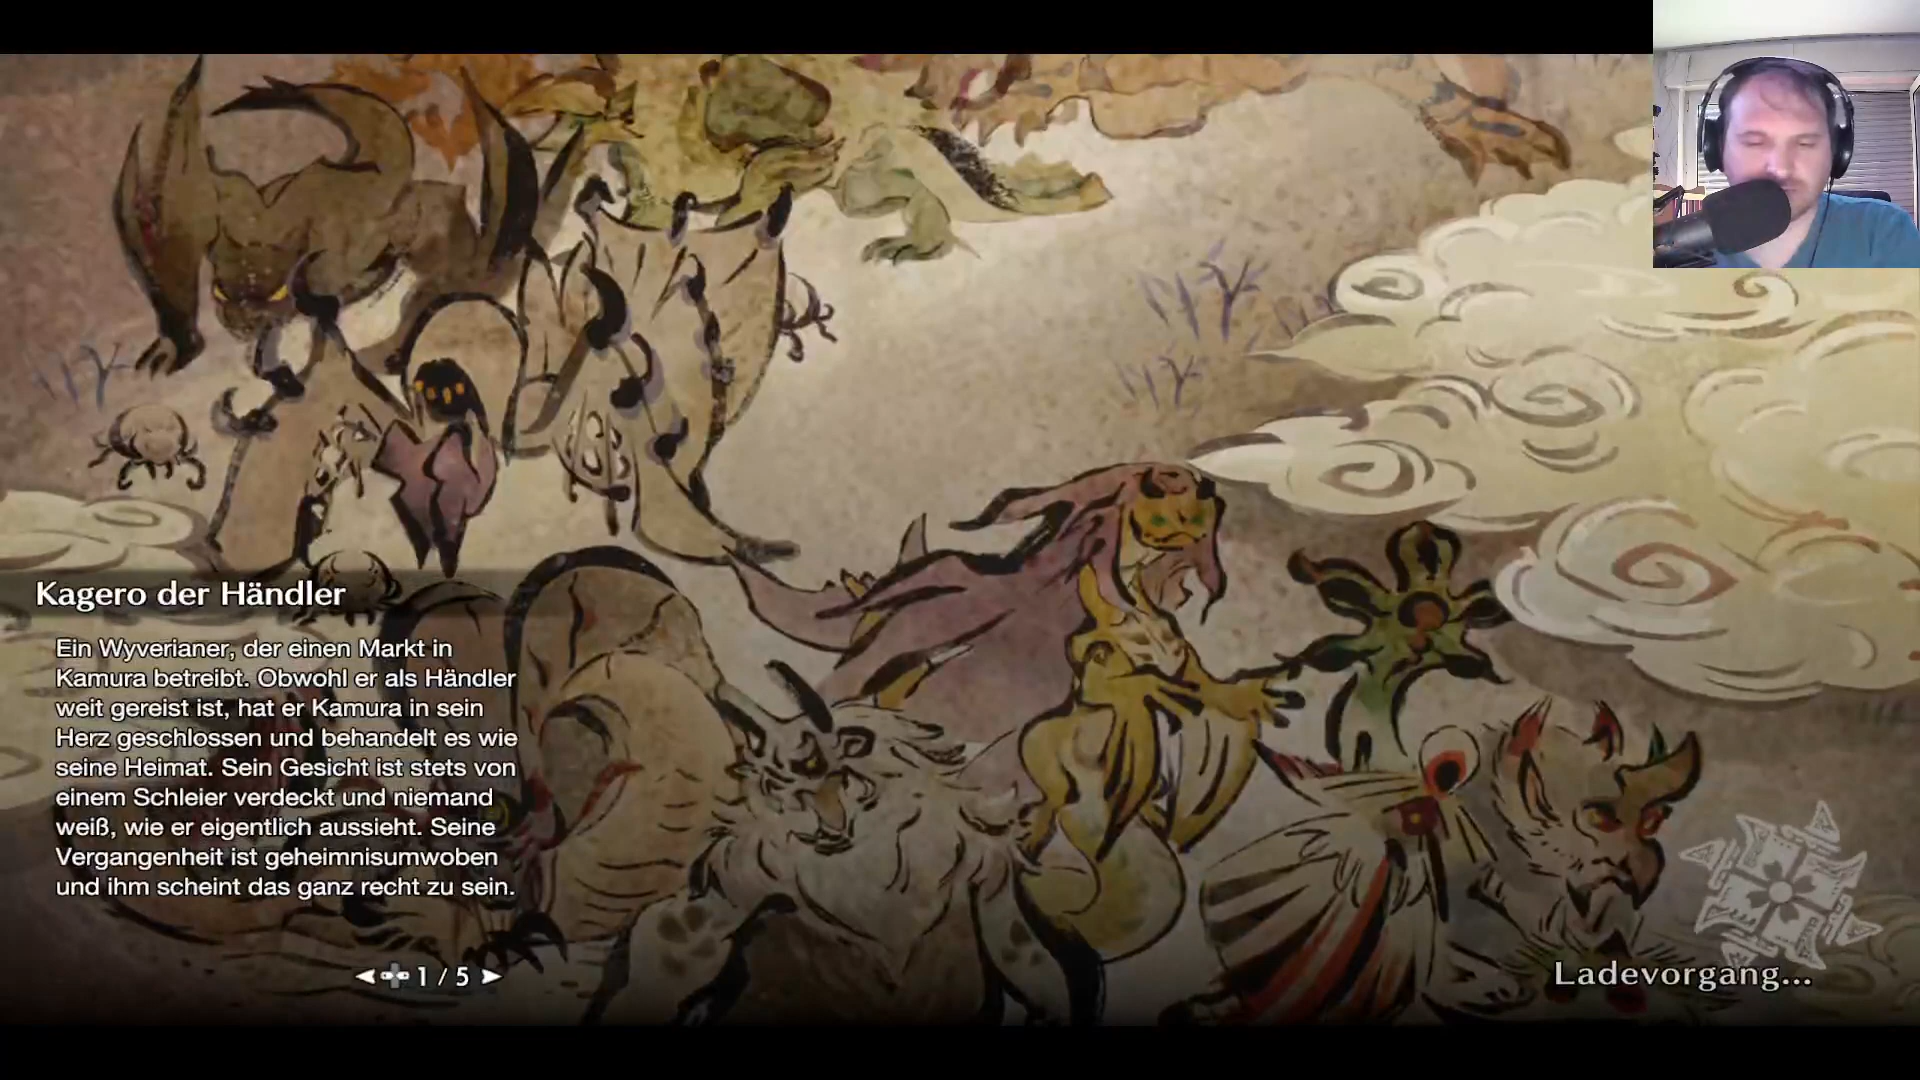 Kagero der Händler
Ein Wyverianer, der einen Markt in
Kamura betreibt. Obwohl er als Händler
weit gereist ist, hat er Kamura in sein
Herz geschlossen und behandelt es wie
seine Heimat. Sein Gesicht ist stets von
einem Schleier verdeckt und niemand
weiß, wie er eigentlich aussieht. Seine
Vergangenheit ist geheimnisumwoben
und ihm scheint das ganz recht zu sein.
1 / 5
Ladevorgang...